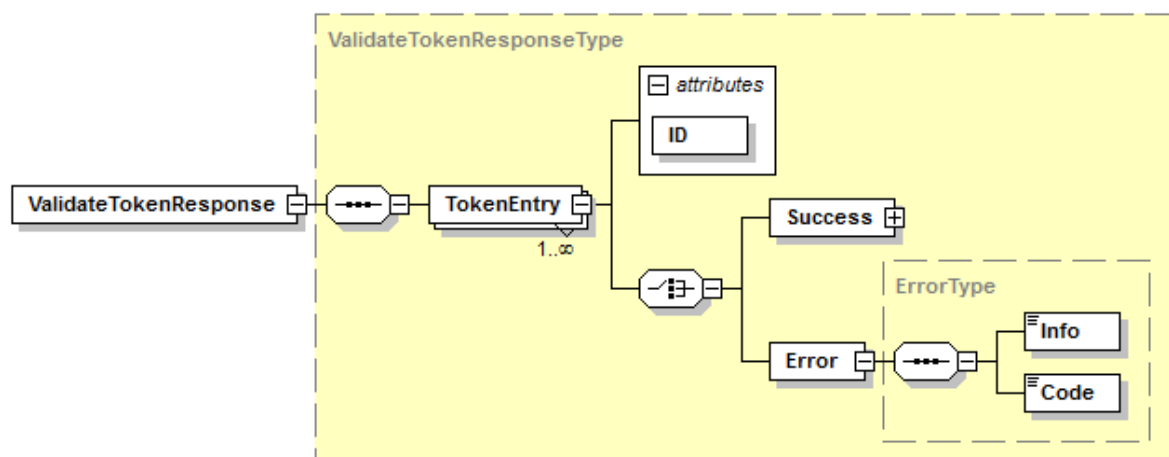 ValidateTokenResponseType
attributes
ID
ValidateTokenResponse
TokenEntry
1..∞
Success
ErrorType
Info
Error
Code